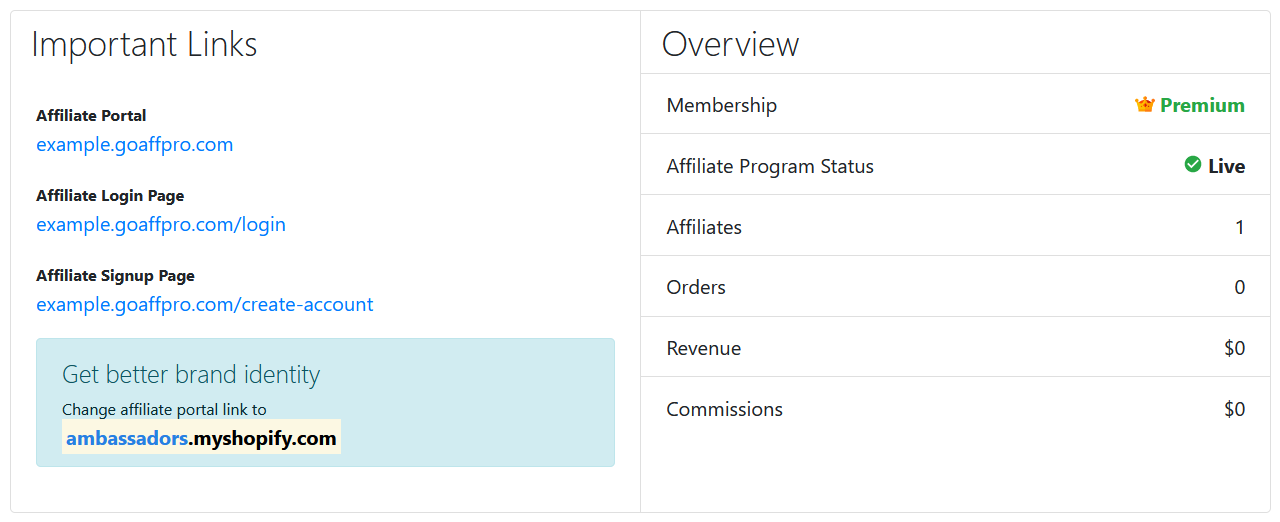 Important Links
Affiliate Portal
example.goaffpro.com
Affiliate Login Page
example.goaffpro.com/login
Affiliate Signup Page
example.goaffpro.com/create-account
Get better brand identity
Change affiliate portal link to
ambassadors.myshopify.com
Overview
Membership Premium
Affiliate Program Status Live
Affiliates 1
Orders 0
Revenue $0
Commissions $0